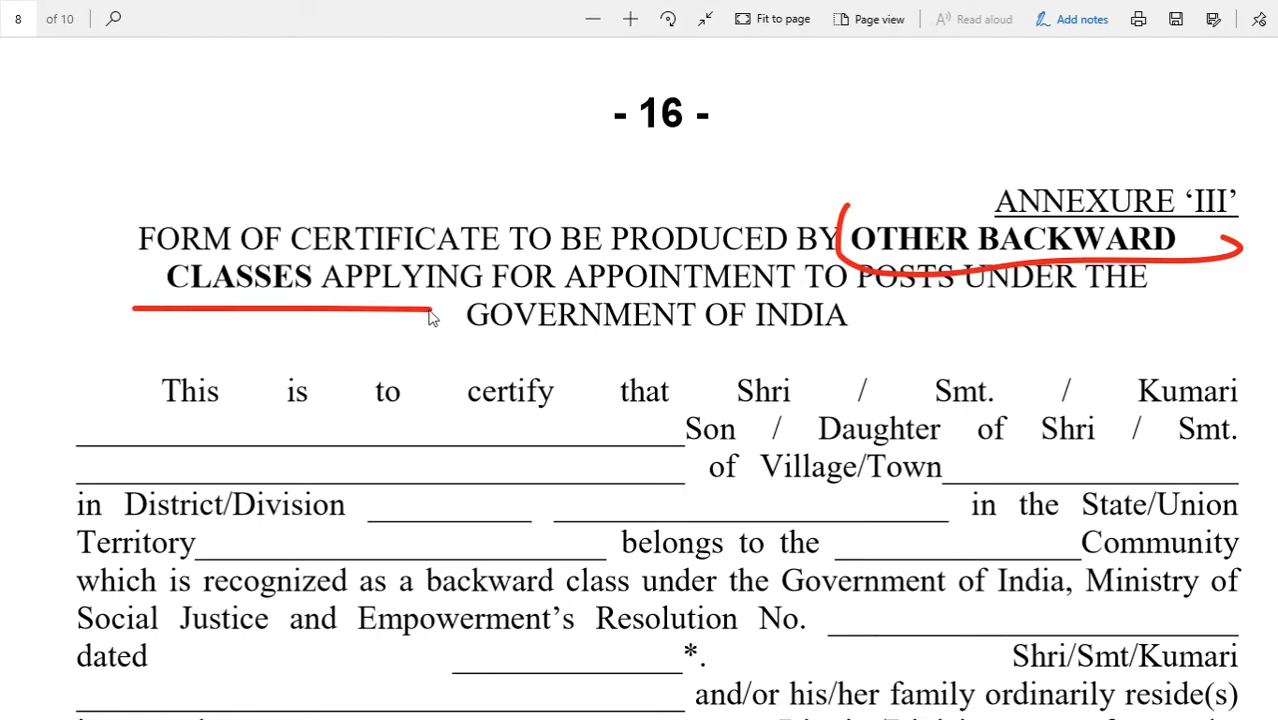 8 of 10 Fit to page Page view Read aloud Add notes
- 16 -
ANNEXURE ‘III’
FORM OF CERTIFICATE TO BE PRODUCED BY OTHER BACKWARD
CLASSES APPLYING FOR APPOINTMENT TO POSTS UNDER THE
GOVERNMENT OF INDIA
This is to certify that Shri / Smt. / Kumari
Son / Daughter of Shri / Smt.
of Village/Town
in District/Division in the State/Union
Territory belongs to the Community
which is recognized as a backward class under the Government of India, Ministry of
Social Justice and Empowerment’s Resolution No.
dated *. Shri/Smt/Kumari
and/or his/her family ordinarily reside(s)